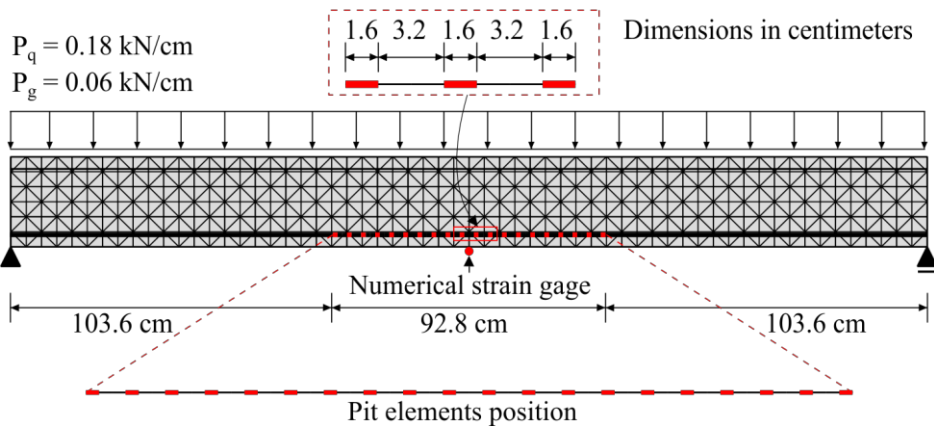 P_q = 0.18 kN/cm
P_g = 0.06 kN/cm
1.6 3.2 1.6 3.2 1.6
Dimensions in centimeters
Numerical strain gage
103.6 cm 92.8 cm 103.6 cm
Pit elements position